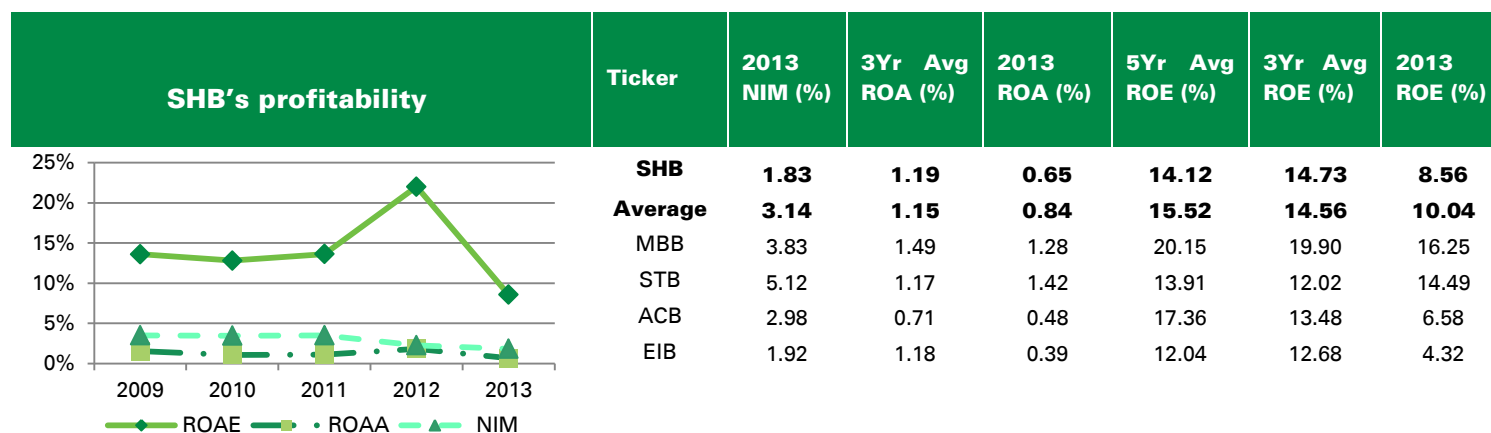 SHB's profitability
Ticker 2013 NIM (%) 3Yr Avg ROA (%) 2013 ROA (%) 5Yr Avg ROE (%) 3Yr Avg ROE (%) 2013 ROE (%)
SHB 1.83 1.19 0.65 14.12 14.73 8.56
Average 3.14 1.15 0.84 15.52 14.56 10.04
MBB 3.83 1.49 1.28 20.15 19.90 16.25
STB 5.12 1.17 1.42 13.91 12.02 14.49
ACB 2.98 0.71 0.48 17.36 13.48 6.58
EIB 1.92 1.18 0.39 12.04 12.68 4.32
25%
20%
15%
10%
5%
0%
2009 2010 2011 2012 2013
ROAE ROAA NIM